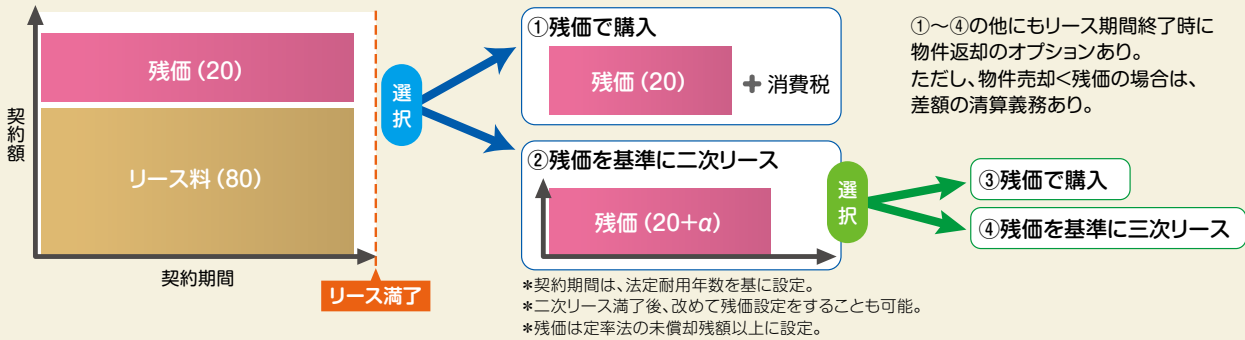 契約額
残価(20)
リース料(80)
契約期間
リース満了
選択
①残価で購入
残価(20)
＋消費税
②残価を基準に二次リース
残価(20+α)
選択
③残価で購入
④残価を基準に三次リース
①〜④の他にもリース期間終了時に
物件返却のオプションあり。
ただし、物件売却<残価の場合は、
差額の清算義務あり。
*契約期間は、法定耐用年数を基に設定。
*二次リース満了後、改めて残価設定をすることも可能。
*残価は定率法の未償却残額以上に設定。